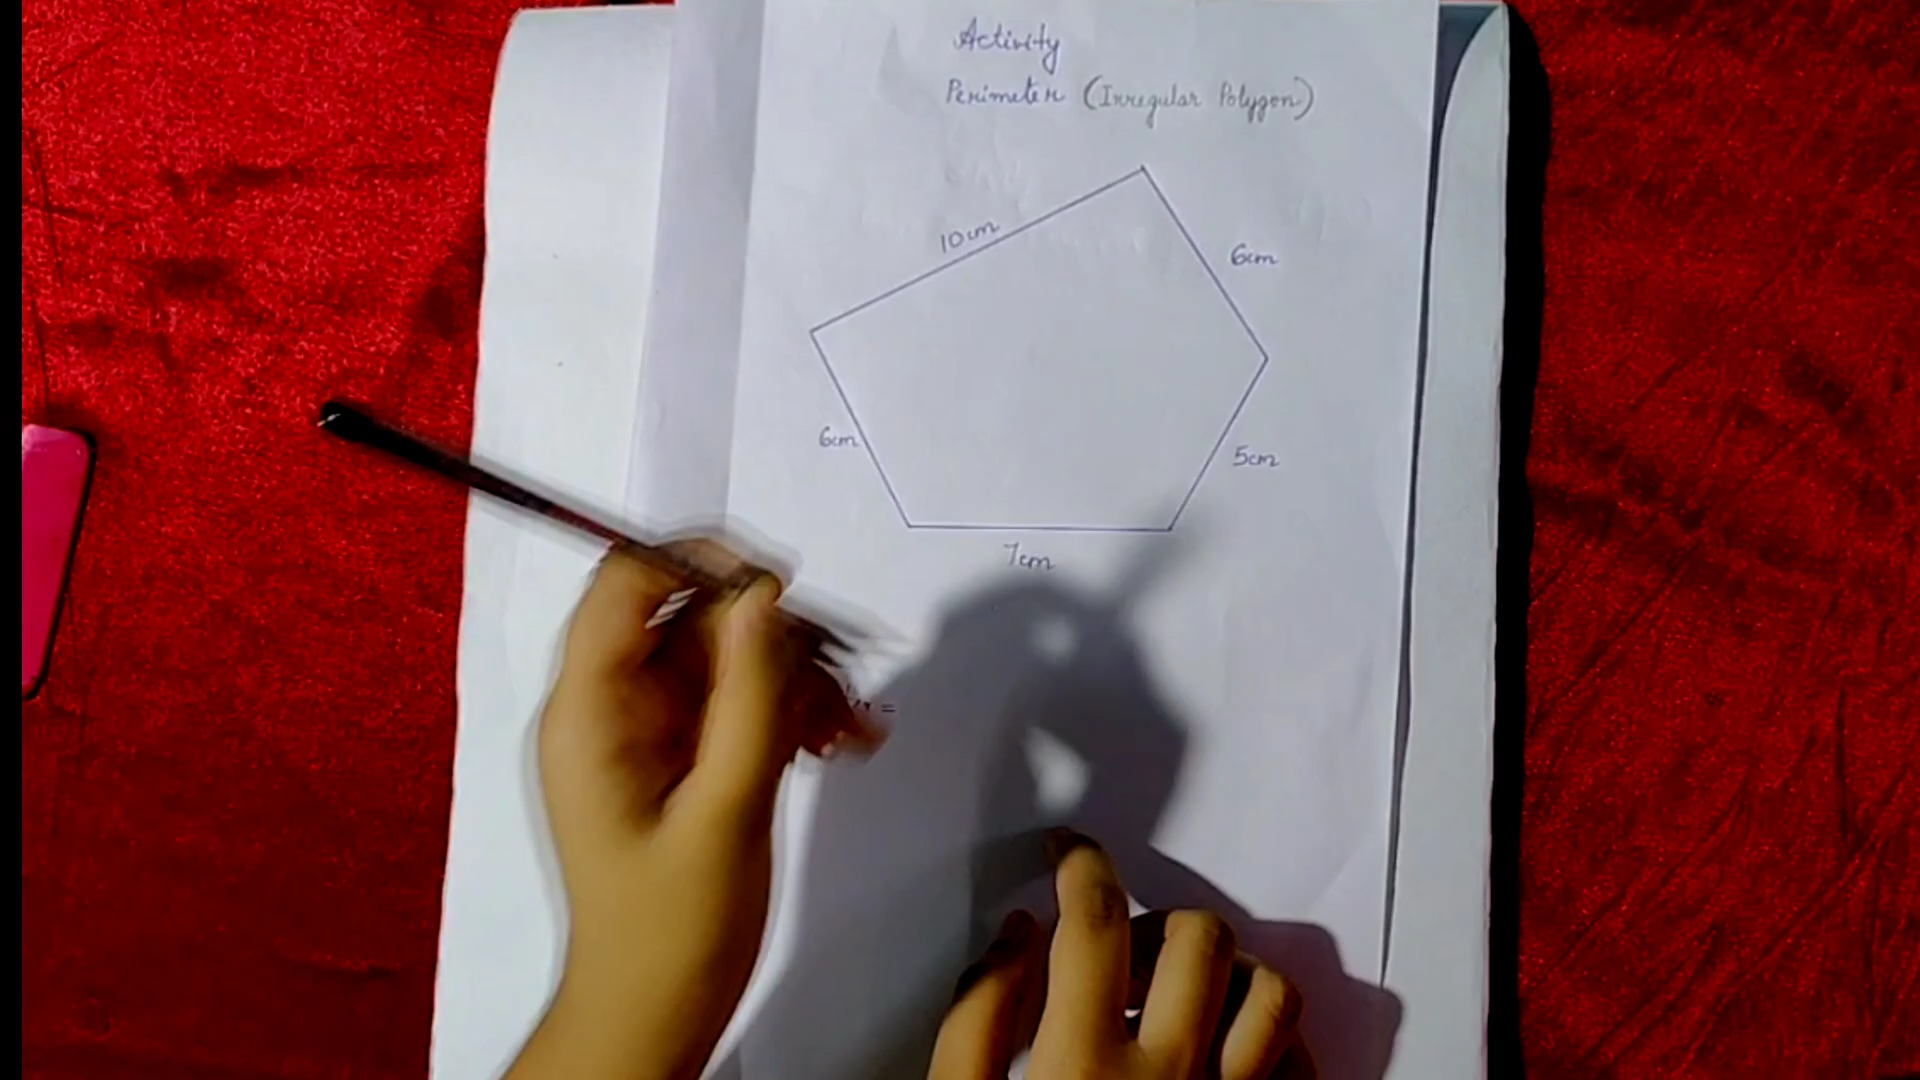 Activity
Perimeter (Irregular Polygon)
10cm
6cm
6cm
5cm
7cm
=